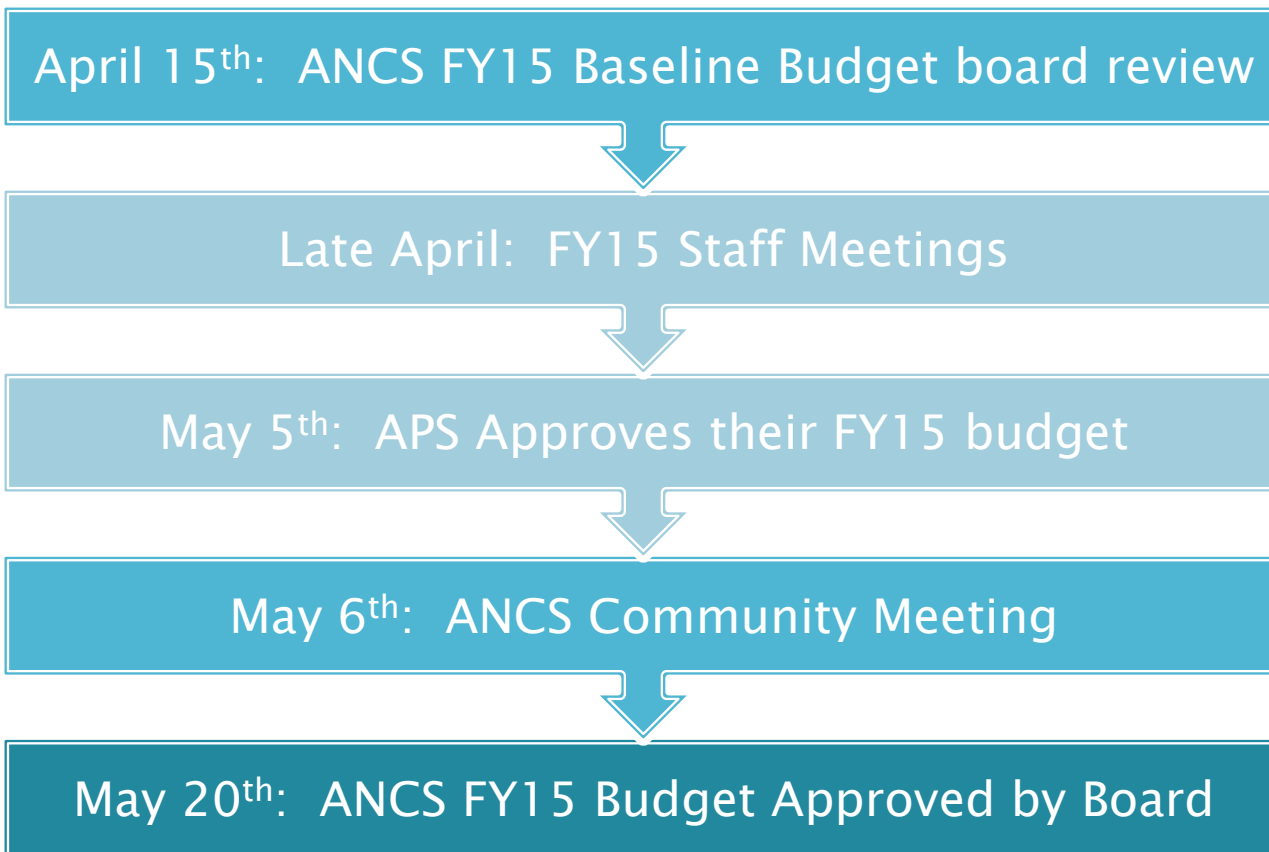 April 15th:  ANCS FY15 Baseline Budget board review
Late April:  FY15 Staff Meetings
May 5th:  APS Approves their FY15 budget
May 6th:  ANCS Community Meeting
May 20th:  ANCS FY15 Budget Approved by Board